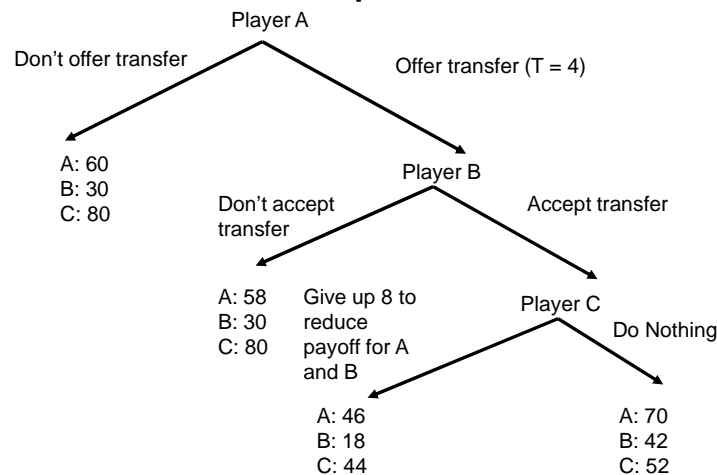 Player A
Don't offer transfer
Offer transfer (T = 4)
A: 60
B: 30
C: 80
Player B
Don't accept
transfer
Accept transfer
A: 58
B: 30
C: 80
Give up 8 to
reduce
payoff for A
and B
Player C
Do Nothing
A: 46
B: 18
C: 44
A: 70
B: 42
C: 52